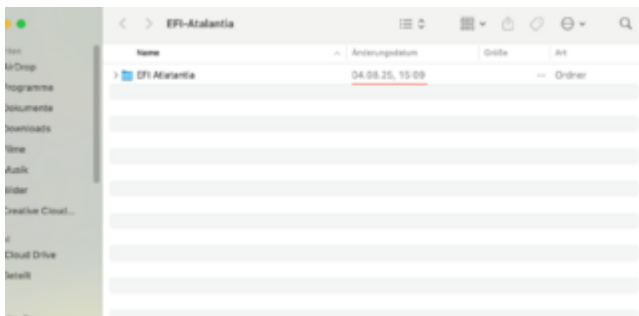 EFI-Atalantia
Name Änderungsdatum Größe Art
EFI Atalantia 04.08.25, 15:09 -- Ordner
AirDrop
Programme
Dokumente
Downloads
Filme
Musik
Bilder
Creative Cloud...
iCloud Drive
Geteilt